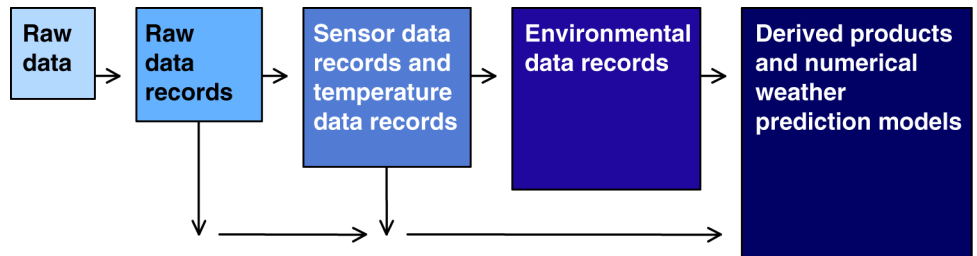 Raw
data
Raw
data
records
Sensor data
records and
temperature
data records
Environmental
data records
Derived products
and numerical
weather
prediction models